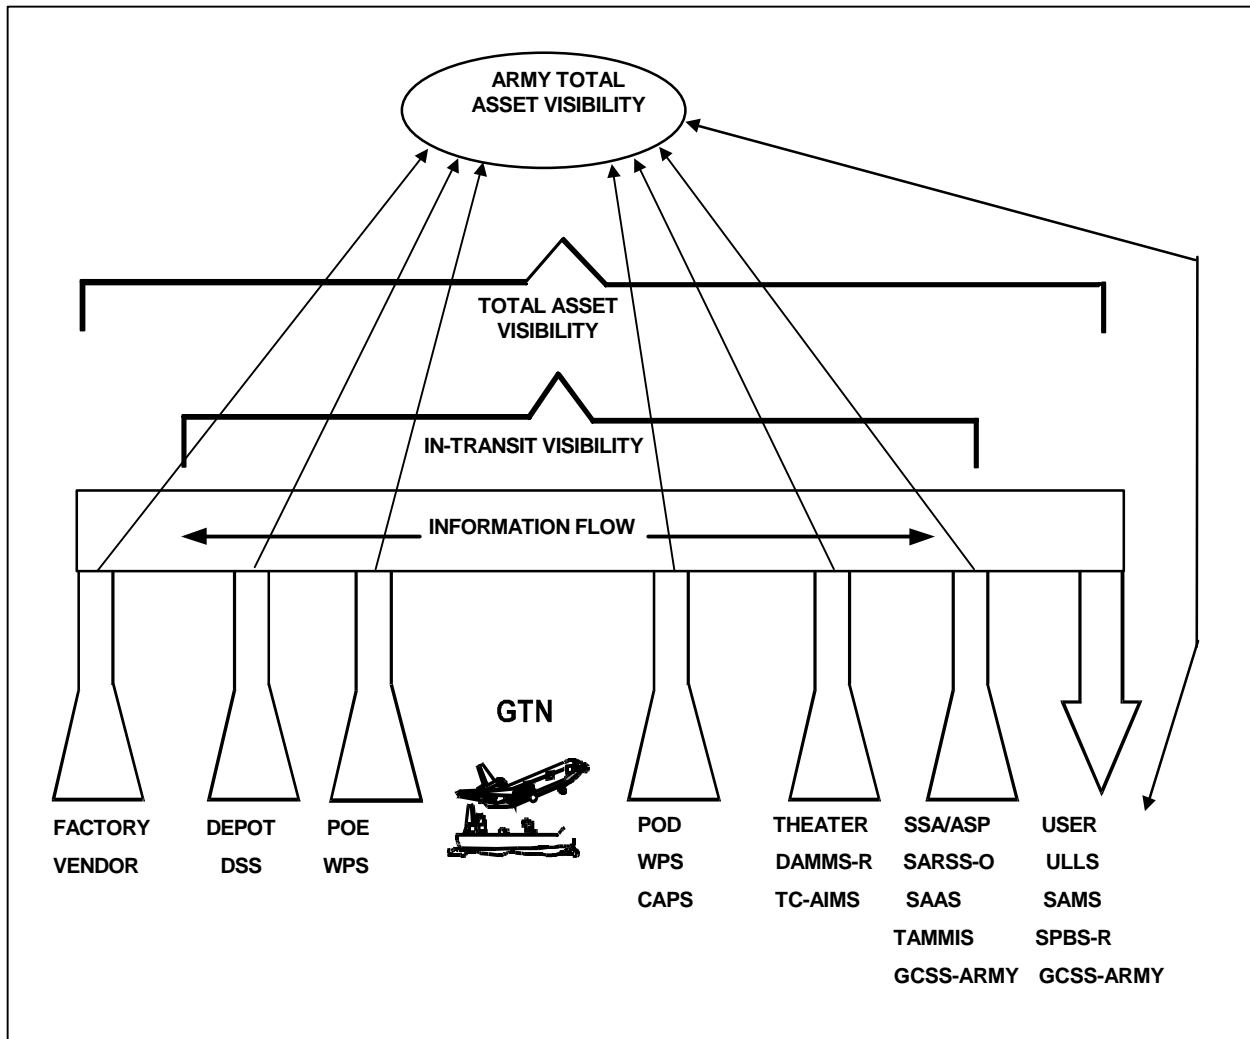 ARMY TOTAL
ASSET VISIBILITY
TOTAL ASSET
VISIBILITY
IN-TRANSIT VISIBILITY
INFORMATION FLOW
GTN
FACTORY
VENDOR
DEPOT
DSS
POE
WPS
POD
WPS
CAPS
THEATER
DAMMS-R
TC-AIMS
SSA/ASP
SARSS-O
SAAS
TAMMIS
GCSS-ARMY
USER
ULLS
SAMS
SPBS-R
GCSS-ARMY